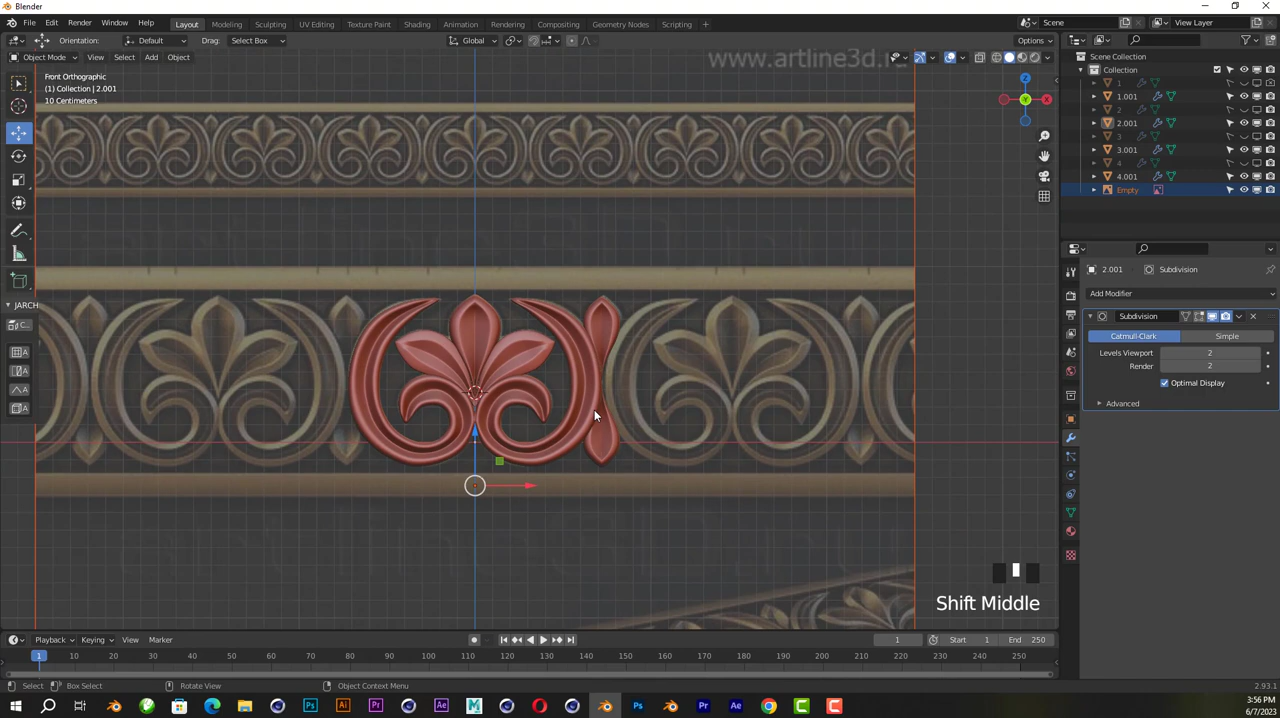 Blender
File Edit Window Help Layout Modeling Sculpting UV Editing Texture Paint Shading Animation Rendering Compositing Geometry Nodes Scripting + Scene View Layer
Orientation: Default Drag: Select Box Global Options
Object Mode View Select Add Object
www.artline3d.
Front Orthographic
(1) Collection | 2.001
10 Centimeters
Z
Y
X
Scene Collection
Collection
1
1.001
2
2.001
3
3.001
4
4.001
Empty
JARCH
C...
A
A
A
A
2.001 Subdivision
Add Modifier
Subdivision
Catmull-Clark Simple
Levels Viewport 2
Render 2
Optimal Display
Advanced
Shift Middle
Playback Keying View Marker 1 Start 1 End 250
1 10 20 30 40 50 60 70 80 90 100 110 120 130 140 150 160 170 180 190 200 210 220 230 240 250
Select Box Select Rotate View Object Context Menu 2.93.1
3:56 PM
6/7/2023